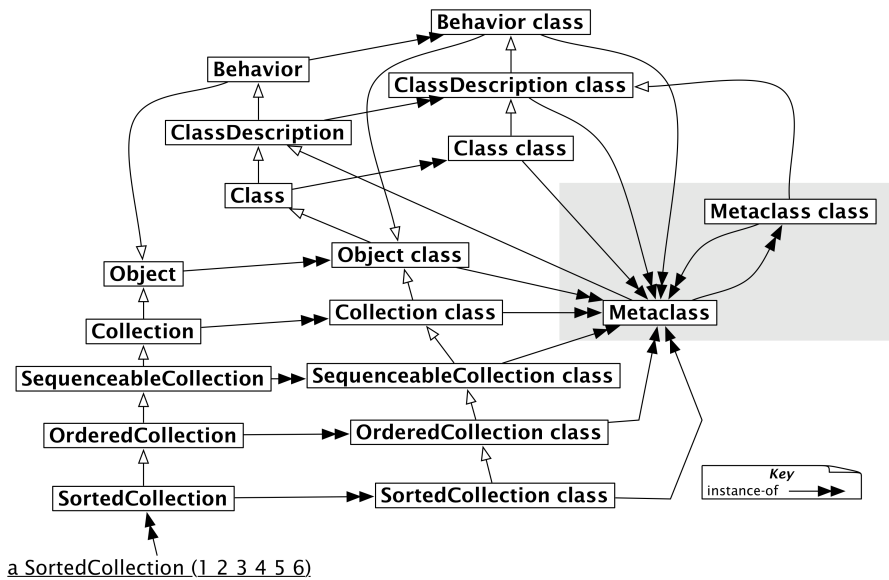 Behavior class
Behavior
ClassDescription class
ClassDescription
Class class
Class
Metaclass class
Object class
Object
Collection class
Metaclass
Collection
SequenceableCollection class
SequenceableCollection
OrderedCollection class
OrderedCollection
SortedCollection class
SortedCollection
Key
instance-of
a SortedCollection (1 2 3 4 5 6)